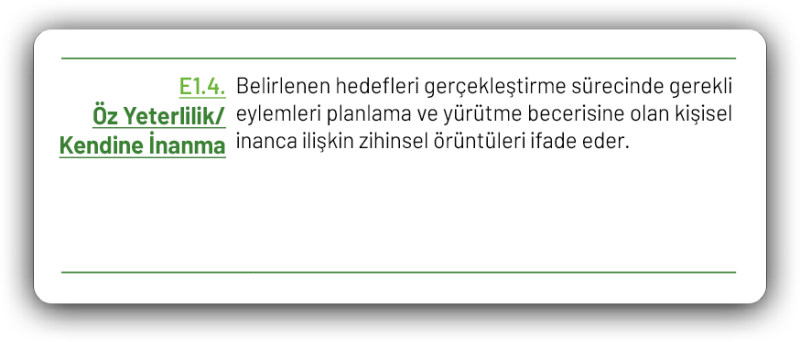 E1.4.
Öz Yeterlilik/
Kendine İnanma
Belirlenen hedefleri gerçekleştirme sürecinde gerekli
eylemleri planlama ve yürütme becerisine olan kişisel
inanca ilişkin zihinsel örüntüleri ifade eder.